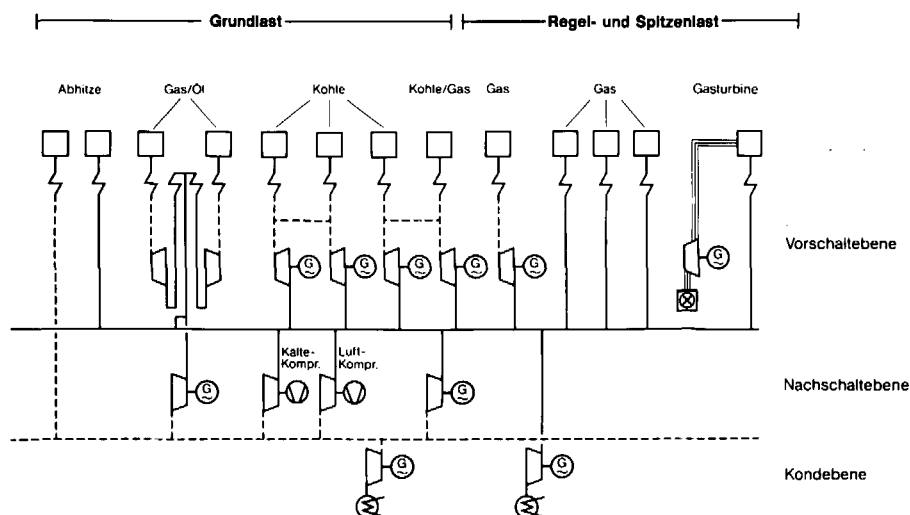 Grundlast
Regel- und Spitzenlast
Abhitze
Gas/Öl
Kohle
Kohle/Gas
Gas
Gas
Gasturbine
Vorschaltebene
G
G
G
G
G
G
Kälte-
Kompr.
Luft-
Kompr.
G
G
Nachschaltebene
G
G
Kondebene